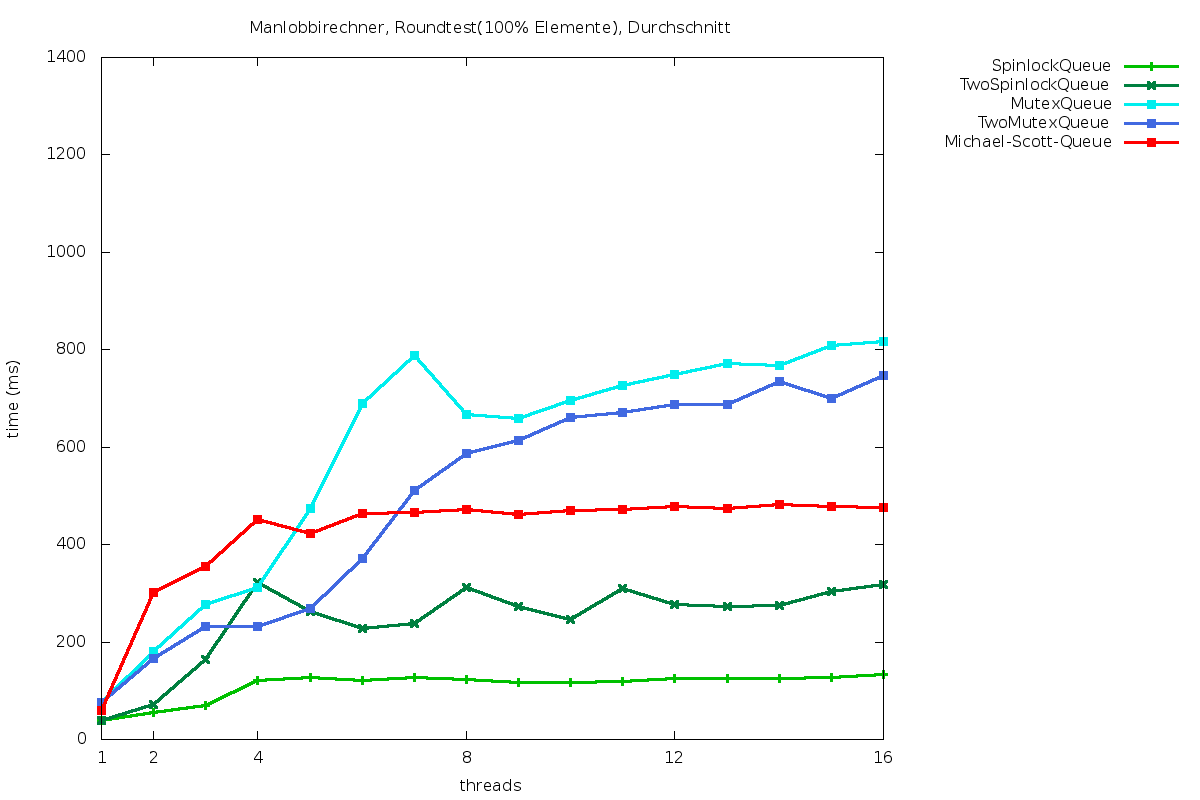 Manlobbirechner, Roundtest(100% Elemente), Durchschnitt
1400
1200
1000
800
600
400
200
0
time (ms)
1 2 4 8 12 16
threads
SpinlockQueue
TwoSpinlockQueue
MutexQueue
TwoMutexQueue
Michael-Scott-Queue